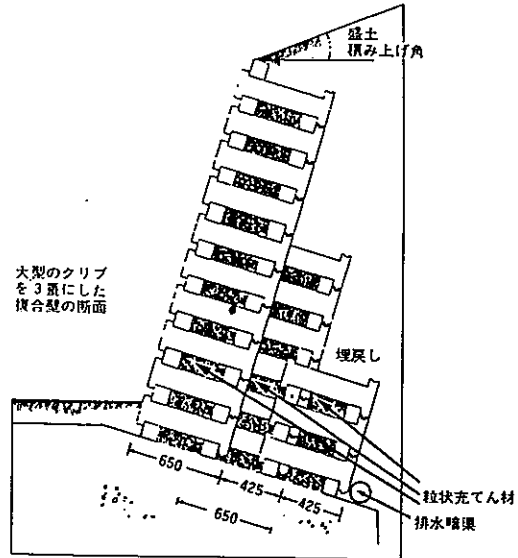 盛土
積み上げ角
大型のクリブ
を3重にした
複合型の断面
埋戻し
650
425
425
650
粒状充てん材
排水暗渠